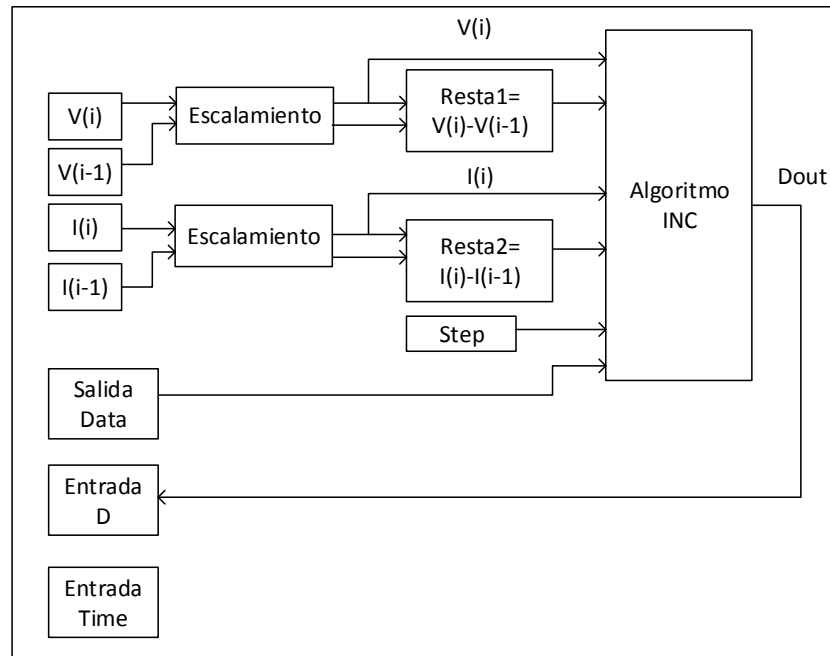 V(i)
V(i)
V(i-1)
Escalamiento
Resta1=
V(i)-V(i-1)
I(i)
I(i)
I(i-1)
Escalamiento
Resta2=
I(i)-I(i-1)
Step
Algoritmo
INC
Dout
Salida
Data
Entrada
D
Entrada
Time